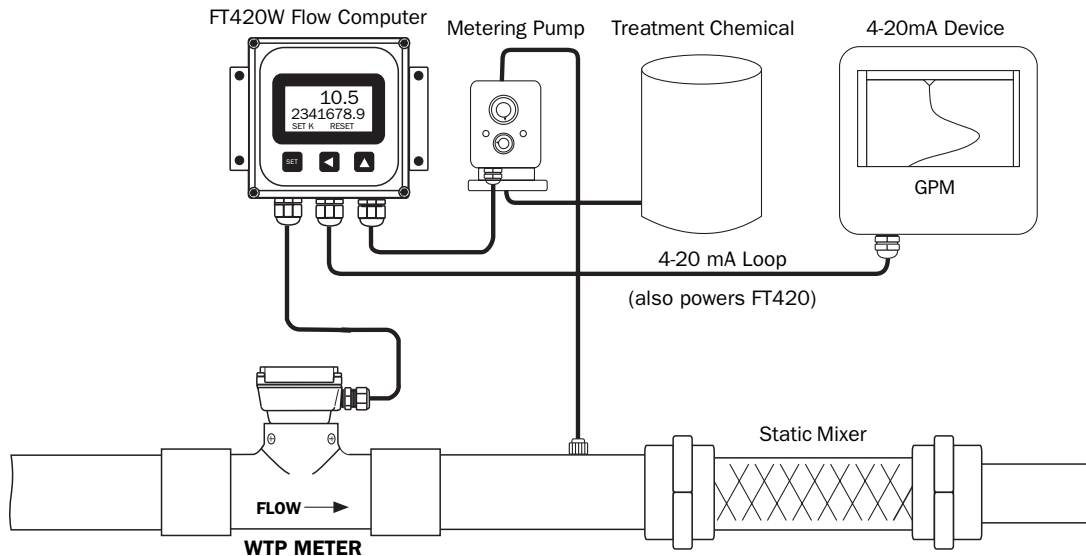 FT420W Flow Computer
Metering Pump
Treatment Chemical
4-20mA Device
10.5
2341678.9
SET K RESET
SET
GPM
4-20 mA Loop
(also powers FT420)
Static Mixer
FLOW
WTP METER